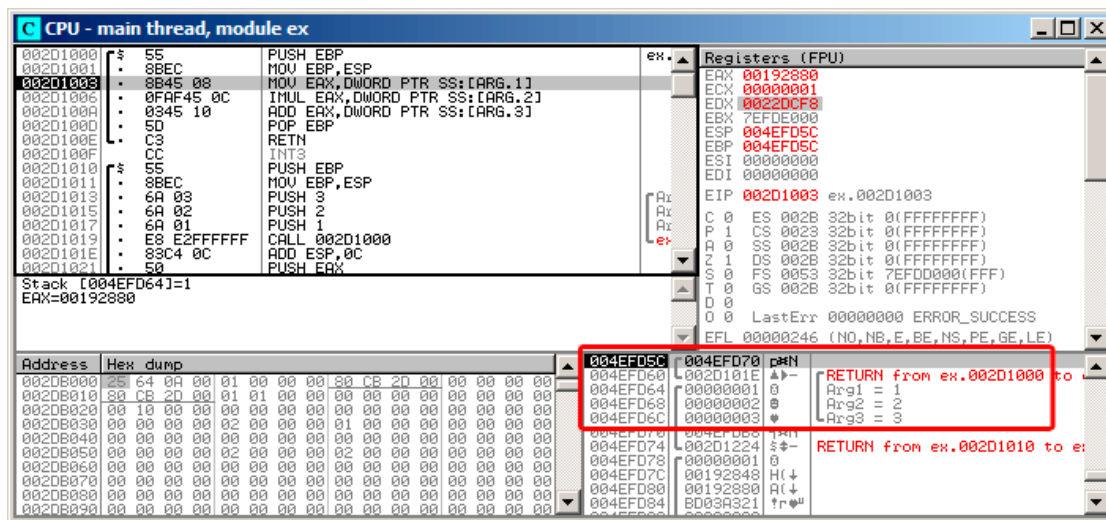 CPU - main thread, module ex
002D1000 $ 55 PUSH EBP ex.
002D1001 . 8BEC MOV EBP,ESP
002D1003 . 8B45 08 MOV EAX,DWORD PTR SS:[ARG.1]
002D1006 . 0FAF45 0C IMUL EAX,DWORD PTR SS:[ARG.2]
002D100A . 0345 10 ADD EAX,DWORD PTR SS:[ARG.3]
002D100D . 5D POP EBP
002D100E . C3 RETN
002D100F CC INT3
002D1010 $ 55 PUSH EBP
002D1011 . 8BEC MOV EBP,ESP
002D1013 . 6A 03 PUSH 3
002D1015 . 6A 02 PUSH 2
002D1017 . 6A 01 PUSH 1
002D1019 . E8 E2FFFFFF CALL 002D1000
002D101E . 83C4 0C ADD ESP,0C
002D1021 . 50 PUSH EAX
Stack [004EFD64]=1
EAX=00192880
Registers (FPU)
EAX 00192880
ECX 00000001
EDX 0022DCF8
EBX 7EFDE000
ESP 004EFD5C
EBP 004EFD5C
ESI 00000000
EDI 00000000
EIP 002D1003 ex.002D1003
C 0 ES 002B 32bit 0(FFFFFFFF)
P 1 CS 0023 32bit 0(FFFFFFFF)
A 0 SS 002B 32bit 0(FFFFFFFF)
Z 1 DS 002B 32bit 0(FFFFFFFF)
S 0 FS 0053 32bit 7EFDD000(FFF)
T 0 GS 002B 32bit 0(FFFFFFFF)
D 0
O 0 LastErr 00000000 ERROR_SUCCESS
EFL 00000246 (NO,NB,E,BE,NS,PE,GE,LE)
Address Hex dump
002DB000 25 64 0A 00 01 00 00 00 80 CB 2D 00 00 00 00 00
002DB010 80 CB 2D 00 01 01 00 00 00 00 00 00 00 00 00 00
002DB020 00 10 00 00 00 00 00 00 00 00 00 00 00 00 00 00
002DB030 00 00 00 00 02 00 00 00 01 00 00 00 00 00 00 00
002DB040 00 00 00 00 00 00 00 00 00 00 00 00 00 00 00 00
002DB050 00 00 00 00 02 00 00 00 02 00 00 00 00 00 00 00
002DB060 00 00 00 00 00 00 00 00 00 00 00 00 00 00 00 00
002DB070 00 00 00 00 00 00 00 00 00 00 00 00 00 00 00 00
002DB080 00 00 00 00 00 00 00 00 00 00 00 00 00 00 00 00
002DB090 00 00 00 00 00 00 00 00 00 00 00 00 00 00 00 00
004EFD5C 004EFD70
004EFD60 002D101E RETURN from ex.002D1000 to
004EFD64 00000001 Arg1 = 1
004EFD68 00000002 Arg2 = 2
004EFD6C 00000003 Arg3 = 3
004EFD74 002D1224 RETURN from ex.002D1010 to
004EFD78 00000001
004EFD7C 00192848 H(↓
004EFD80 00192880
004EFD84 BD03A321